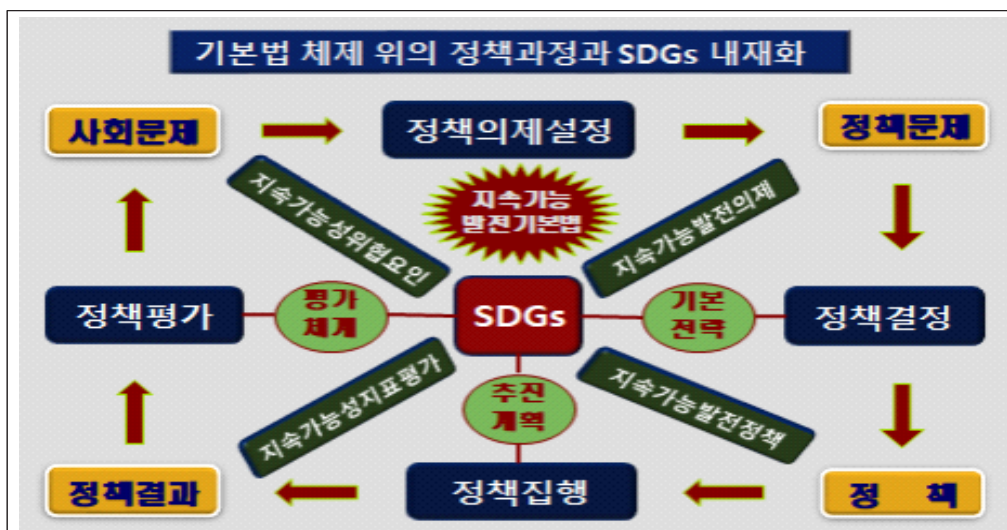 기본법 체제 위의 정책과정과 SDGs 내재화
사회문제
정책의제설정
정책문제
지속가능성위협요인
지속가능
발전기본법
지속가능발전의제
정책평가
평가
체계
SDGs
기본
전략
정책결정
지속가능성지표평가
추진
계획
지속가능발전정책
정책결과
정책집행
정 책